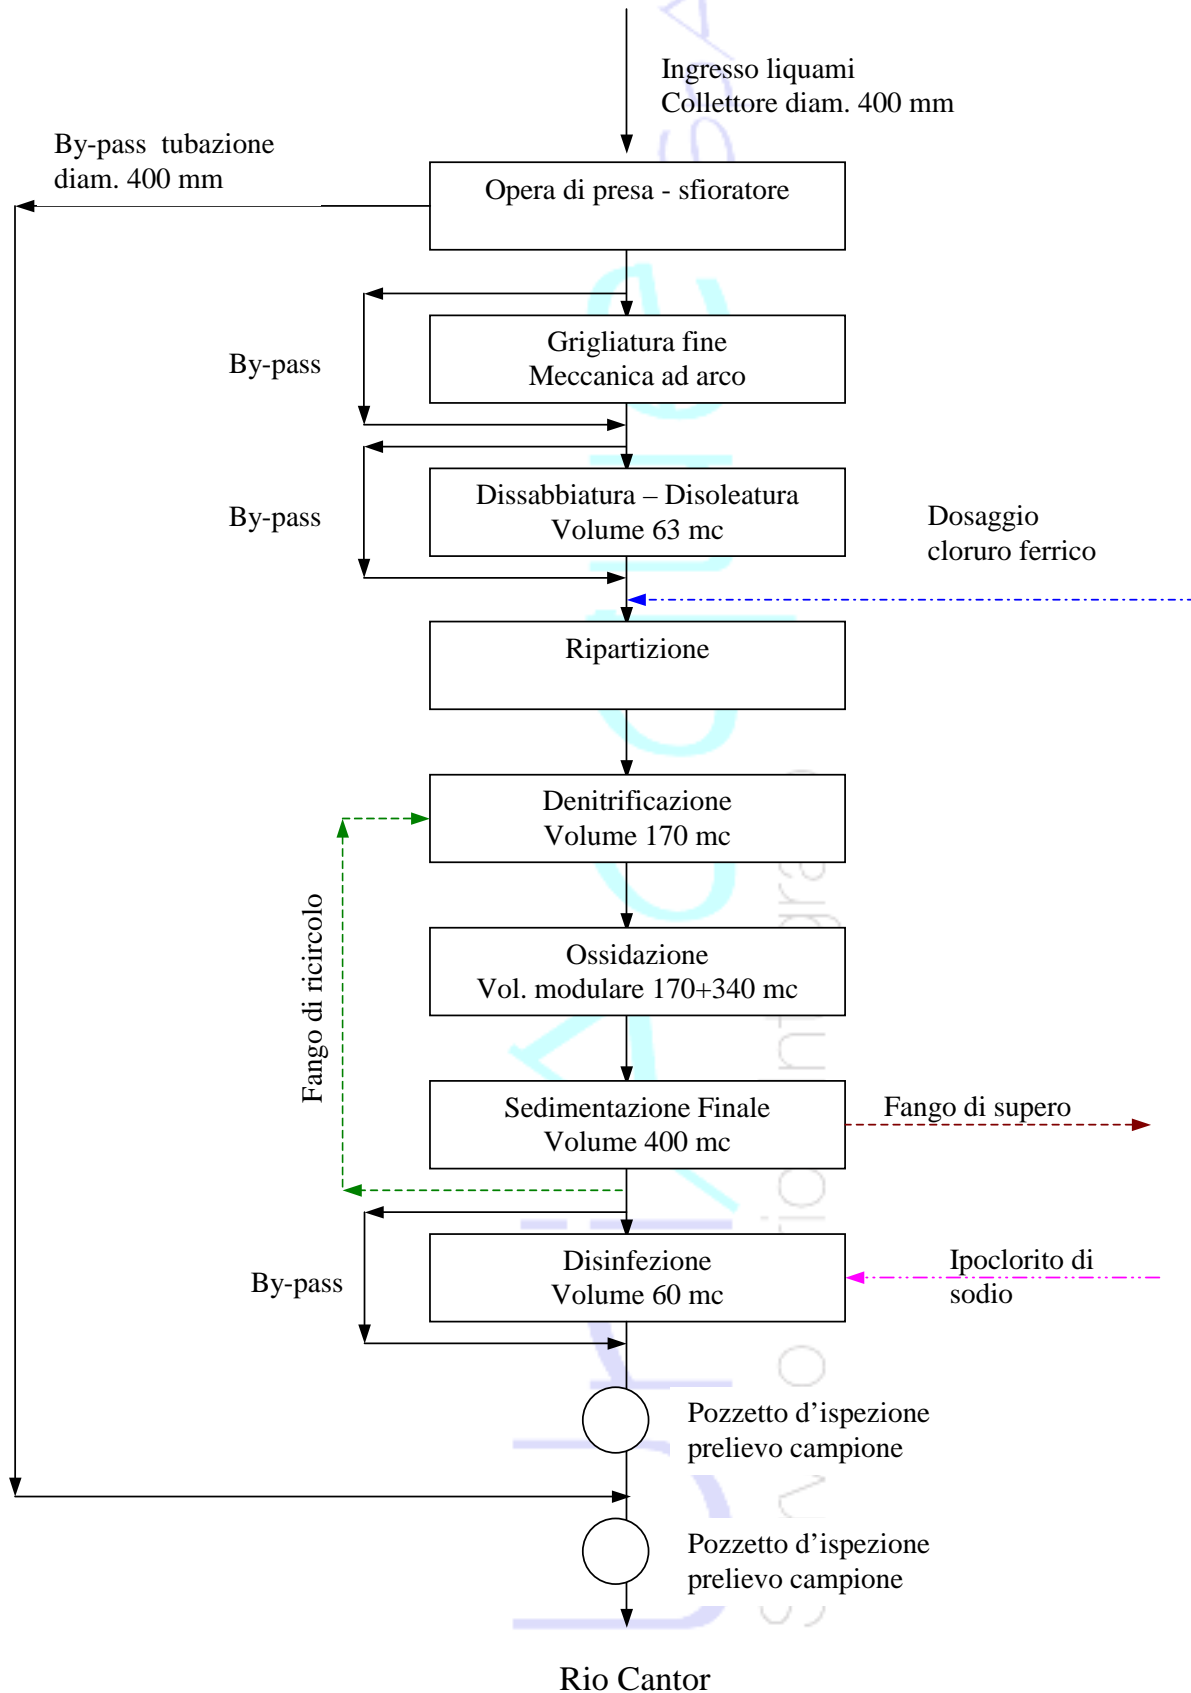 Ingresso liquami
Collettore diam. 400 mm
By-pass tubazione
diam. 400 mm
Opera di presa - sfioratore
By-pass
Grigliatura fine
Meccanica ad arco
By-pass
Dissabbiatura – Disoleatura
Volume 63 mc
Dosaggio
cloruro ferrico
Ripartizione
Denitrificazione
Volume 170 mc
Fango di ricircolo
Ossidazione
Vol. modulare 170+340 mc
Sedimentazione Finale
Volume 400 mc
Fango di supero
By-pass
Disinfezione
Volume 60 mc
Ipoclorito di
sodio
Pozzetto d’ispezione
prelievo campione
Pozzetto d’ispezione
prelievo campione
Rio Cantor